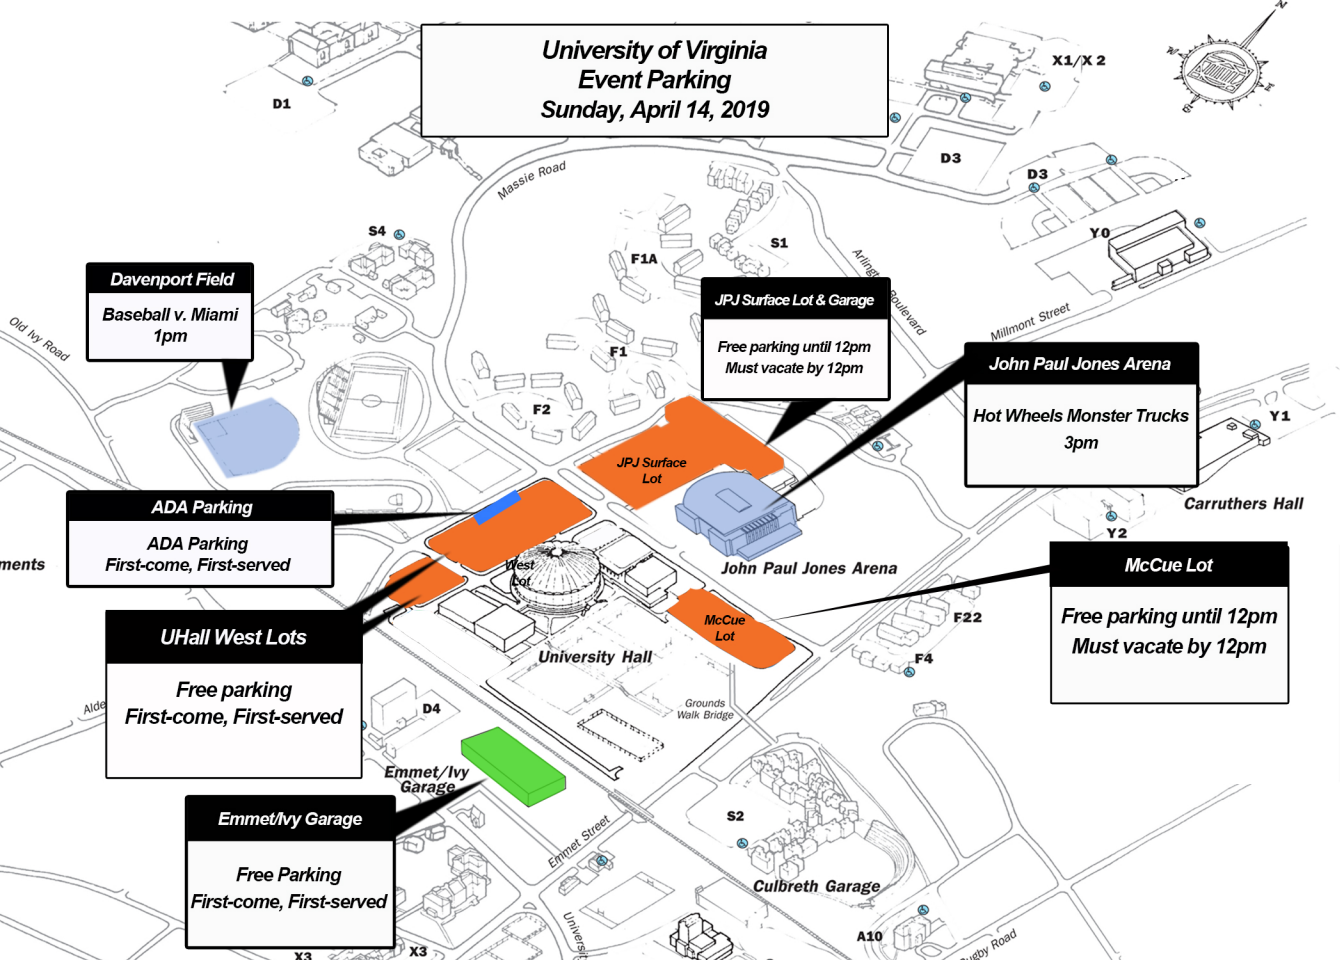 University of Virginia
Event Parking
Sunday, April 14, 2019
N
S
D1
X1/X 2
D3
D3
Massie Road
S4
S1
F1A
Y0
Arlingt
Boulevard
Millmont Street
Davenport Field
Baseball v. Miami
1pm
JPJ Surface Lot & Garage
Free parking until 12pm
Must vacate by 12pm
Old Ivy Road
F1
F2
John Paul Jones Arena
Hot Wheels Monster Trucks
3pm
Y1
JPJ Surface
Lot
Carruthers Hall
Y2
ADA Parking
ADA Parking
First-come, First-served
ments
West
Lot
John Paul Jones Arena
McCue Lot
Free parking until 12pm
Must vacate by 12pm
UHall West Lots
Free parking
First-come, First-served
McCue
Lot
F22
F4
University Hall
Alde
D4
Grounds
Walk Bridge
Emmet/Ivy
Garage
Emmet/Ivy Garage
Free Parking
First-come, First-served
Emmet Street
S2
Culbreth Garage
Universit
A10
Rugby Road
X3
X3